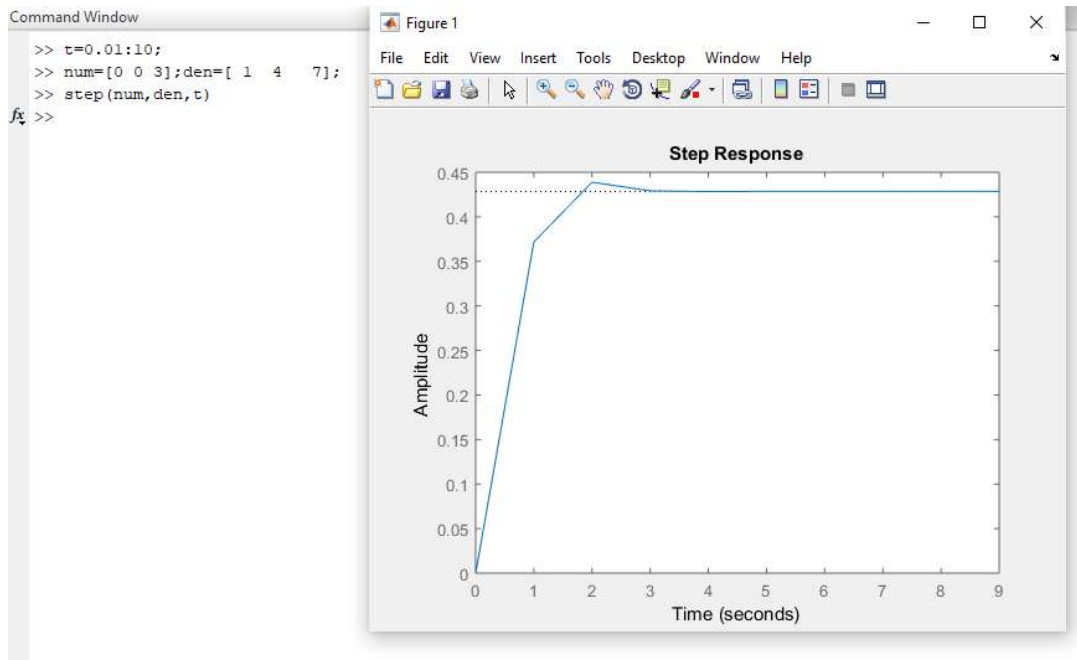 Command Window
>> t=0.01:10;
>> num=[0 0 3];den=[ 1  4   7];
>> step(num,den,t)
fx >>
Figure 1
File Edit View Insert Tools Desktop Window Help
Step Response
0.45
0.4
0.35
0.3
0.25
0.2
0.15
0.1
0.05
0
Amplitude
0 1 2 3 4 5 6 7 8 9
Time (seconds)